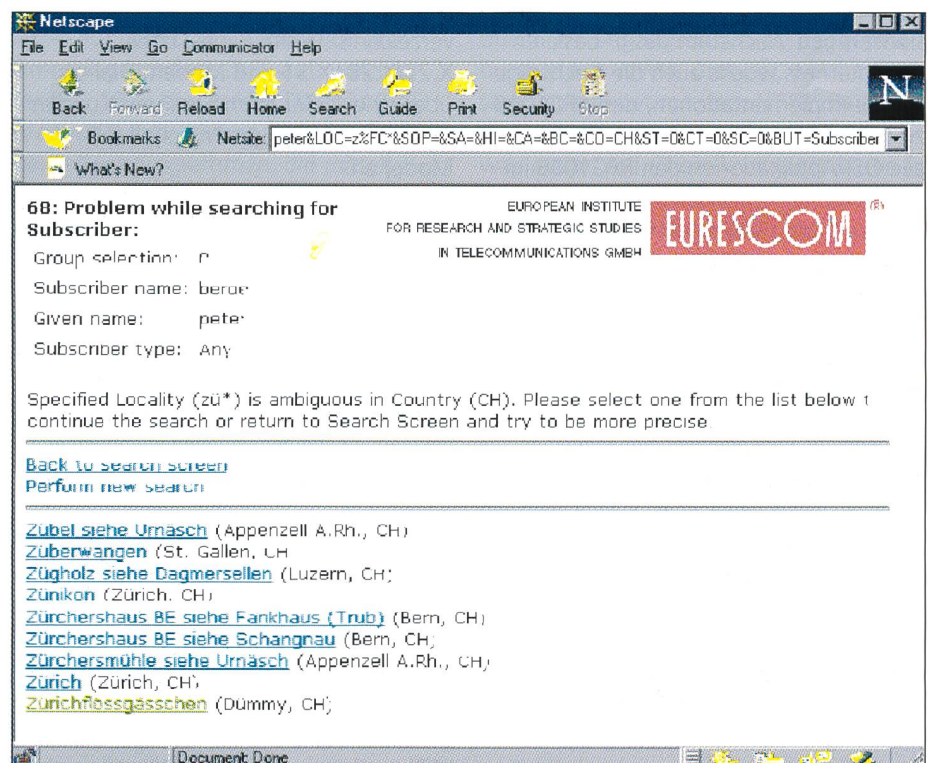 Netscape
File Edit View Go Communicator Help
Back Forward Reload Home Search Guide Print Security Stop
N
Bookmarks Netsite: peter&LOC=z%FC*&SOP=&SA=&HI=&CA=&BC=&CO=CH&ST=0&CT=0&SC=0&BUT=Subscriber
What's New?
68: Problem while searching for
Subscriber:
EUROPEAN INSTITUTE
FOR RESEARCH AND STRATEGIC STUDIES
IN TELECOMMUNICATIONS GMBH
EURESCOM ®
Group selection:
Subscriber name:
Given name: peter
Subscriber type: Any
Specified Locality (zü*) is ambiguous in Country (CH). Please select one from the list below t
continue the search or return to Search Screen and try to be more precise
Back to search screen
Perform new search
Zübel siehe Urnäsch (Appenzell A.Rh., CH)
Züberwangen (St. Gallen, CH
Zügholz siehe Dagmersellen (Luzern, CH)
Zünikon (Zürich, CH)
Zürchershaus BE siehe Fankhaus (Trub) (Bern, CH)
Zürchershaus BE siehe Schangnau (Bern, CH)
Zürchersmühle siehe Urnäsch (Appenzell A.Rh., CH)
Zürich (Zürich, CH)
Zürichflossgässchen (Dümmy, CH)
Document: Done